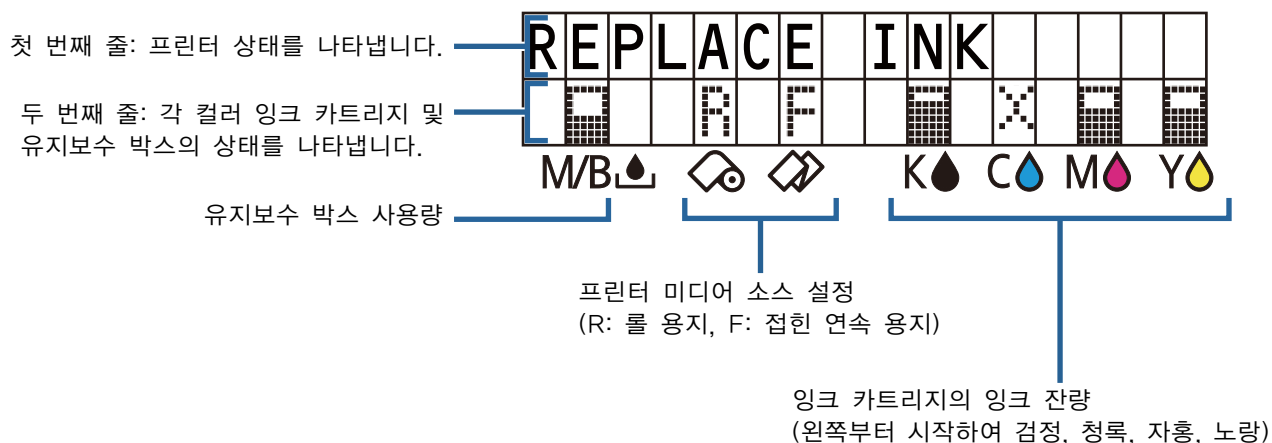 첫 번째 줄: 프린터 상태를 나타냅니다.
REPLACE INK
두 번째 줄: 각 컬러 잉크 카트리지 및
유지보수 박스의 상태를 나타냅니다.
R F X
M/B K C M Y
유지보수 박스 사용량
프린터 미디어 소스 설정
(R: 롤 용지, F: 접힌 연속 용지)
잉크 카트리지의 잉크 잔량
(왼쪽부터 시작하여 검정, 청록, 자홍, 노랑)